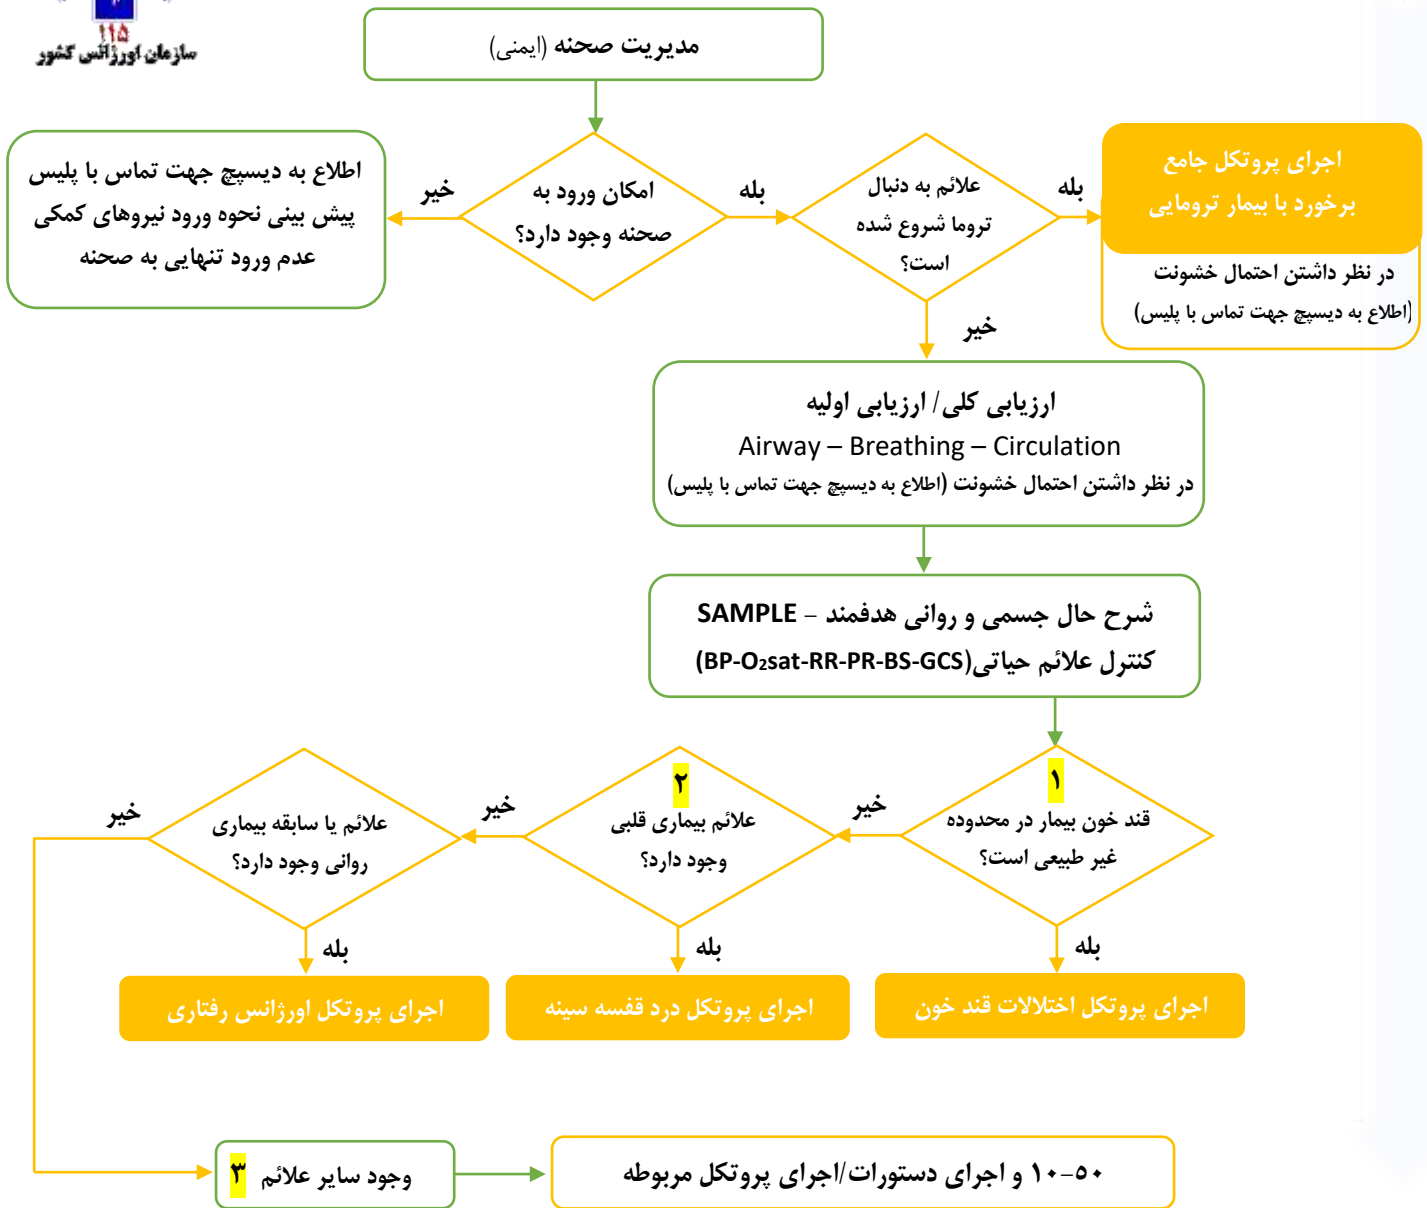 ۱۱۵
سازمان اورژانس کشور
مدیریت صحنه (ایمنی)
امکان ورود به
صحنه وجود دارد؟
خیر
اطلاع به دیسپچ جهت تماس با پلیس
پیش بینی نحوه ورود نیروهای کمکی
عدم ورود تنهایی به صحنه
بله
علائم به دنبال
تروما شروع شده
است؟
بله
اجرای پروتکل جامع
برخورد با بیمار ترومایی
در نظر داشتن احتمال خشونت
(اطلاع به دیسپچ جهت تماس با پلیس)
خیر
ارزیابی کلی/ ارزیابی اولیه
Airway – Breathing – Circulation
در نظر داشتن احتمال خشونت (اطلاع به دیسپچ جهت تماس با پلیس)
شرح حال جسمی و روانی هدفمند – SAMPLE
کنترل علائم حیاتی(BP-O₂sat-RR-PR-BS-GCS)
۱
قند خون بیمار در محدوده
غیر طبیعی است؟
بله
اجرای پروتکل اختلالات قند خون
خیر
۲
علائم بیماری قلبی
وجود دارد؟
بله
اجرای پروتکل درد قفسه سینه
خیر
علائم یا سابقه بیماری
روانی وجود دارد؟
بله
اجرای پروتکل اورژانس رفتاری
خیر
وجود سایر علائم ۳
۱۰-۵۰ و اجرای دستورات/اجرای پروتکل مربوطه